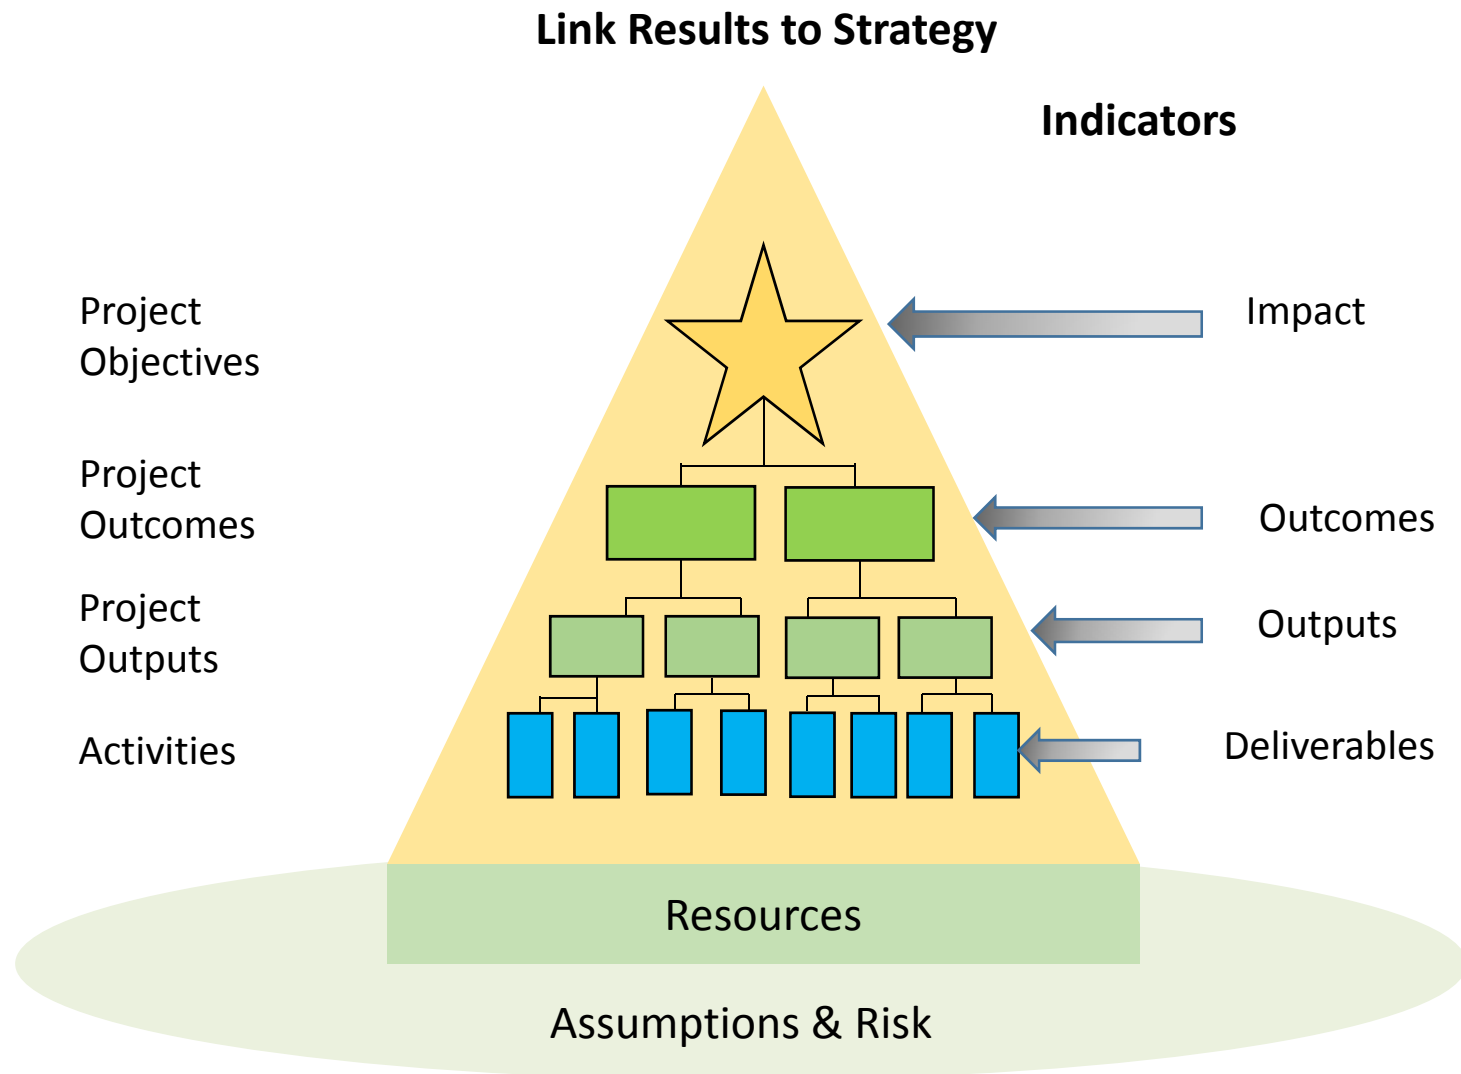 Link Results to Strategy
Indicators
Project
Objectives
Impact
Project
Outcomes
Outcomes
Project
Outputs
Outputs
Activities
Deliverables
Resources
Assumptions & Risk